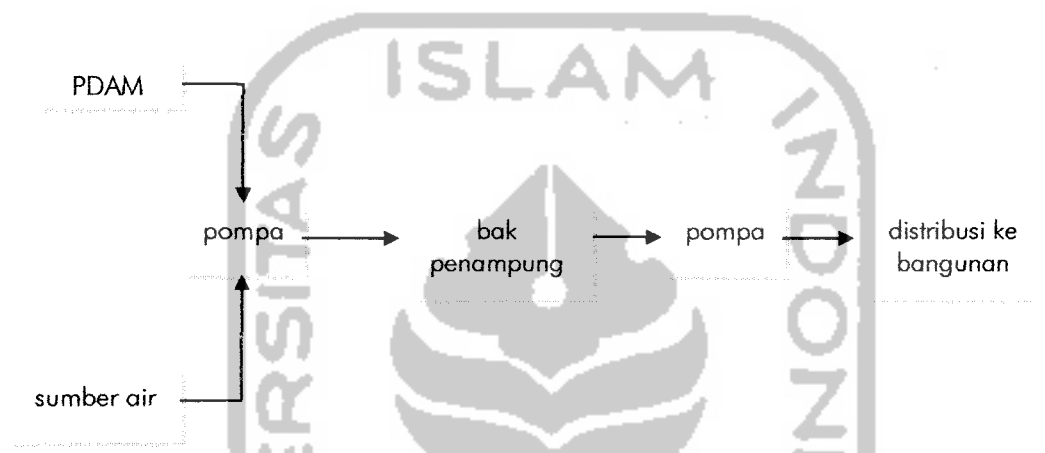 ISLAM
PDAM
pompa
bak
penampung
pompa
distribusi ke
bangunan
sumber air